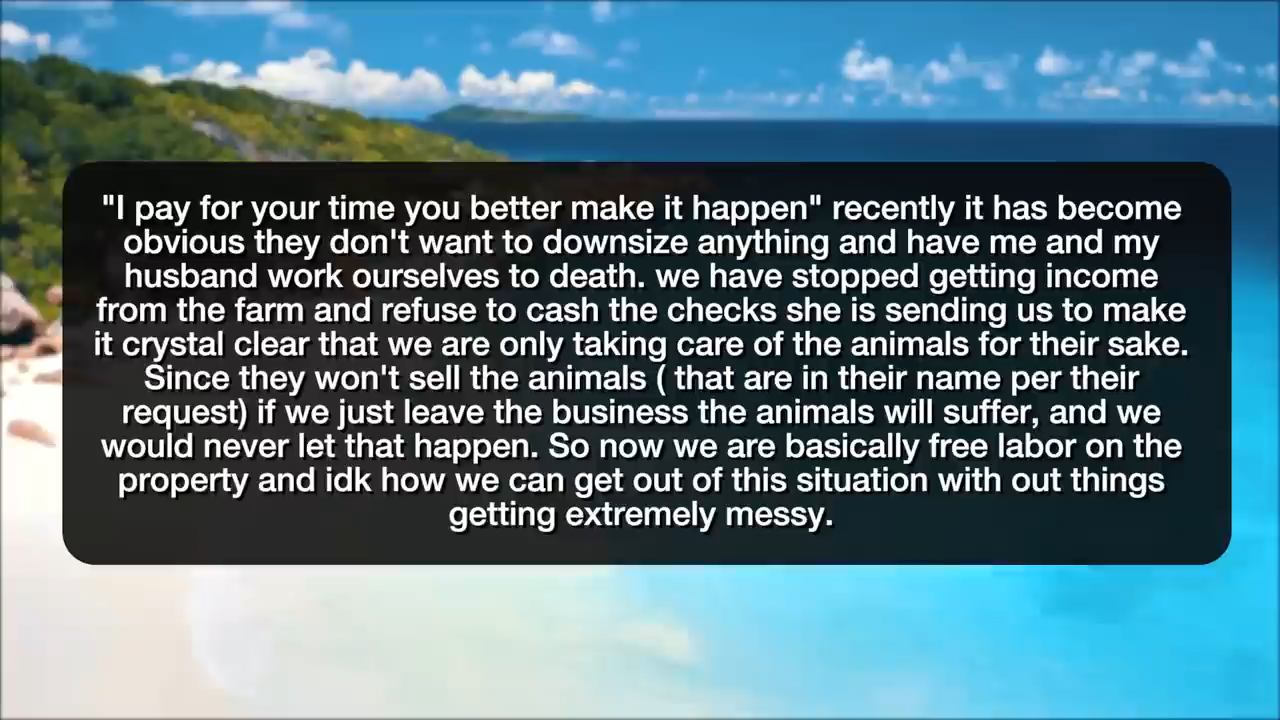 "I pay for your time you better make it happen" recently it has become
obvious they don't want to downsize anything and have me and my
husband work ourselves to death. we have stopped getting income
from the farm and refuse to cash the checks she is sending us to make
it crystal clear that we are only taking care of the animals for their sake.
Since they won't sell the animals ( that are in their name per their
request) if we just leave the business the animals will suffer, and we
would never let that happen. So now we are basically free labor on the
property and idk how we can get out of this situation with out things
getting extremely messy.